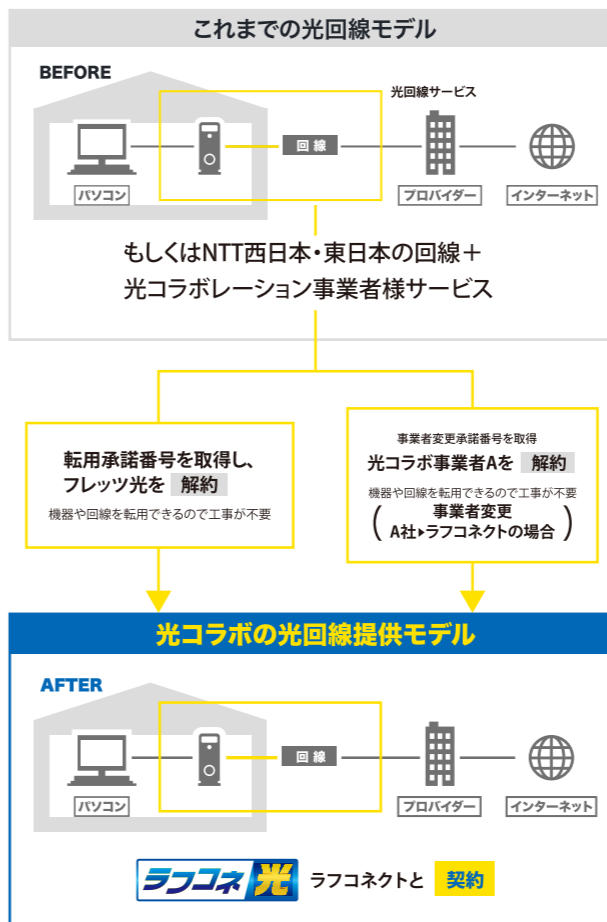 これまでの光回線モデル
BEFORE
光回線サービス
回線
パソコン
プロバイダー
インターネット
もしくはNTT西日本・東日本の回線＋
光コラボレーション事業者様サービス
転用承諾番号を取得し、
フレッツ光を 解約
機器や回線を転用できるので工事が不要
事業者変更承諾番号を取得
光コラボ事業者Aを 解約
機器や回線を転用できるので工事が不要
(事業者変更
A社▶ラフコネクトの場合)
光コラボの光回線提供モデル
AFTER
回線
パソコン
プロバイダー
インターネット
ラフコネ光 ラフコネクトと 契約